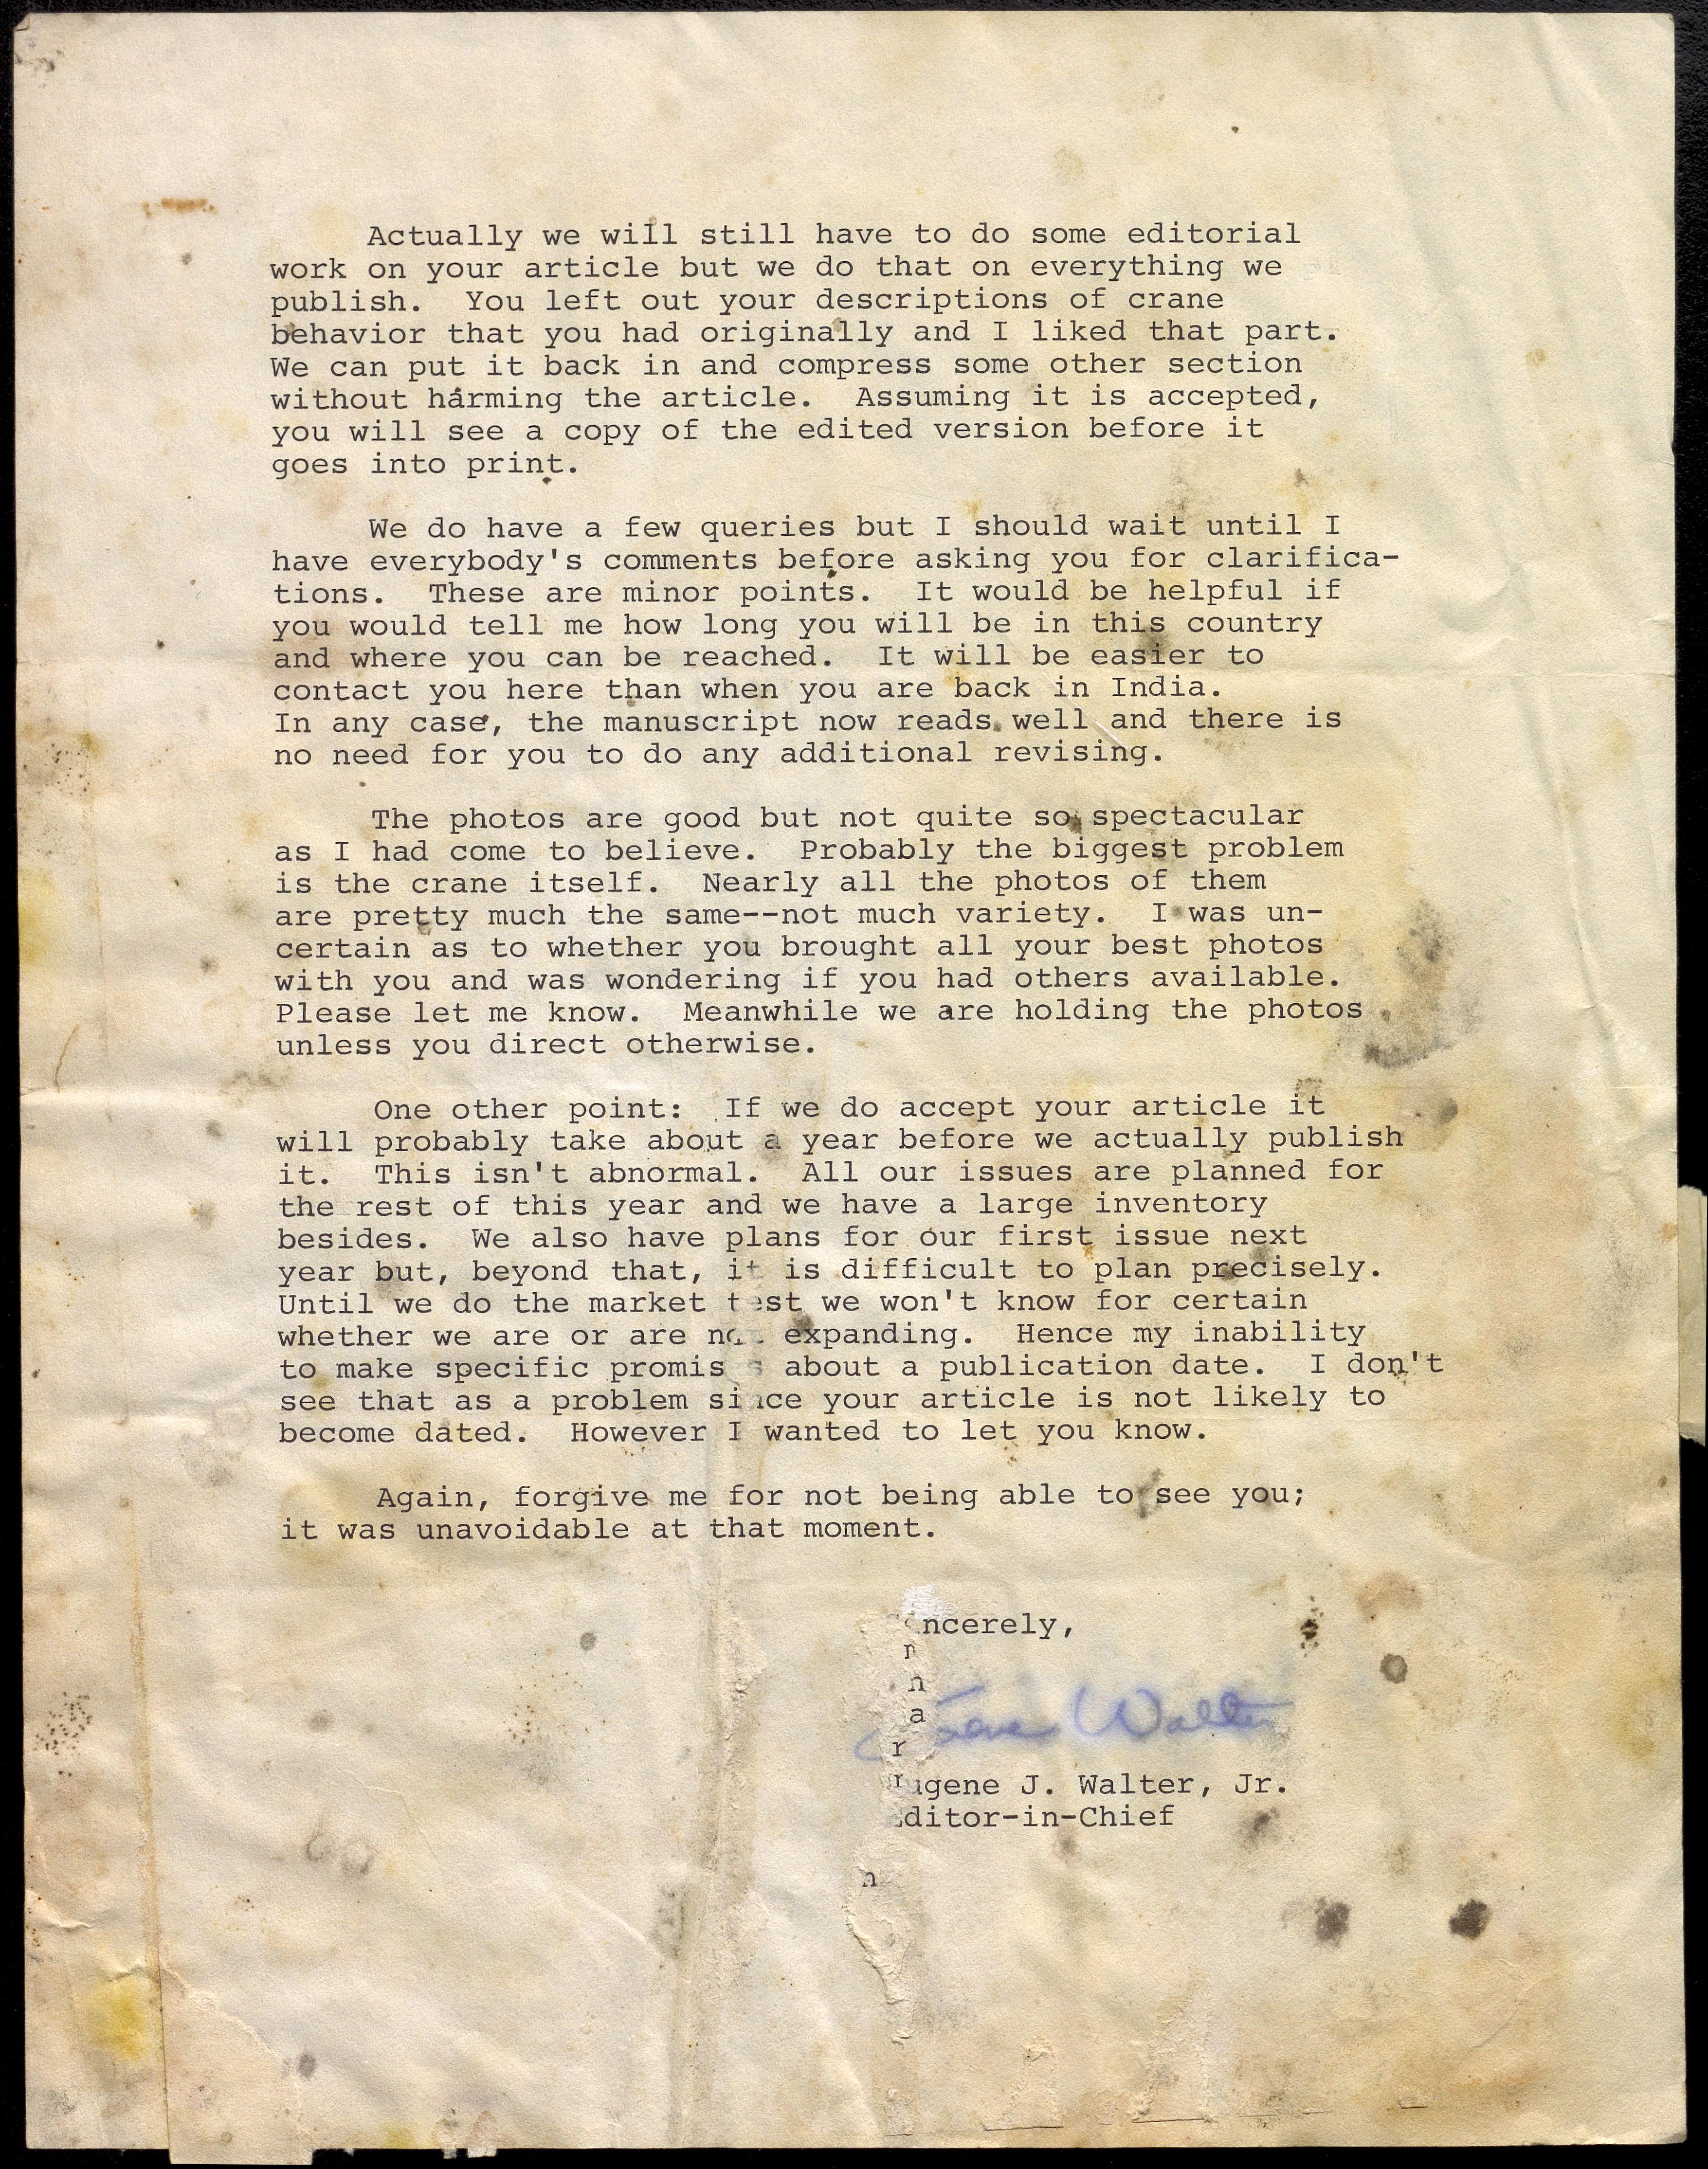 Actually we will still have to do some editorial
work on your article but we do that on everything we
publish.  You left out your descriptions of crane
behavior that you had originally and I liked that part.
We can put it back in and compress some other section
without harming the article.  Assuming it is accepted,
you will see a copy of the edited version before it
goes into print.
We do have a few queries but I should wait until I
have everybody's comments before asking you for clarifica-
tions.  These are minor points.  It would be helpful if
you would tell me how long you will be in this country
and where you can be reached.  It will be easier to
contact you here than when you are back in India.
In any case, the manuscript now reads well and there is
no need for you to do any additional revising.
The photos are good but not quite so spectacular
as I had come to believe.  Probably the biggest problem
is the crane itself.  Nearly all the photos of them
are pretty much the same--not much variety.  I was un-
certain as to whether you brought all your best photos
with you and was wondering if you had others available.
Please let me know.  Meanwhile we are holding the photos
unless you direct otherwise.
One other point:  If we do accept your article it
will probably take about a year before we actually publish
it.  This isn't abnormal.  All our issues are planned for
the rest of this year and we have a large inventory
besides.  We also have plans for our first issue next
year but, beyond that, it is difficult to plan precisely.
Until we do the market test we won't know for certain
whether we are or are not expanding.  Hence my inability
to make specific promis s about a publication date.  I don't
see that as a problem since your article is not likely to
become dated.  However I wanted to let you know.
Again, forgive me for not being able to see you;
it was unavoidable at that moment.
ncerely,
n
n
a
r
Gene Walter
ugene J. Walter, Jr.
ditor-in-Chief
n